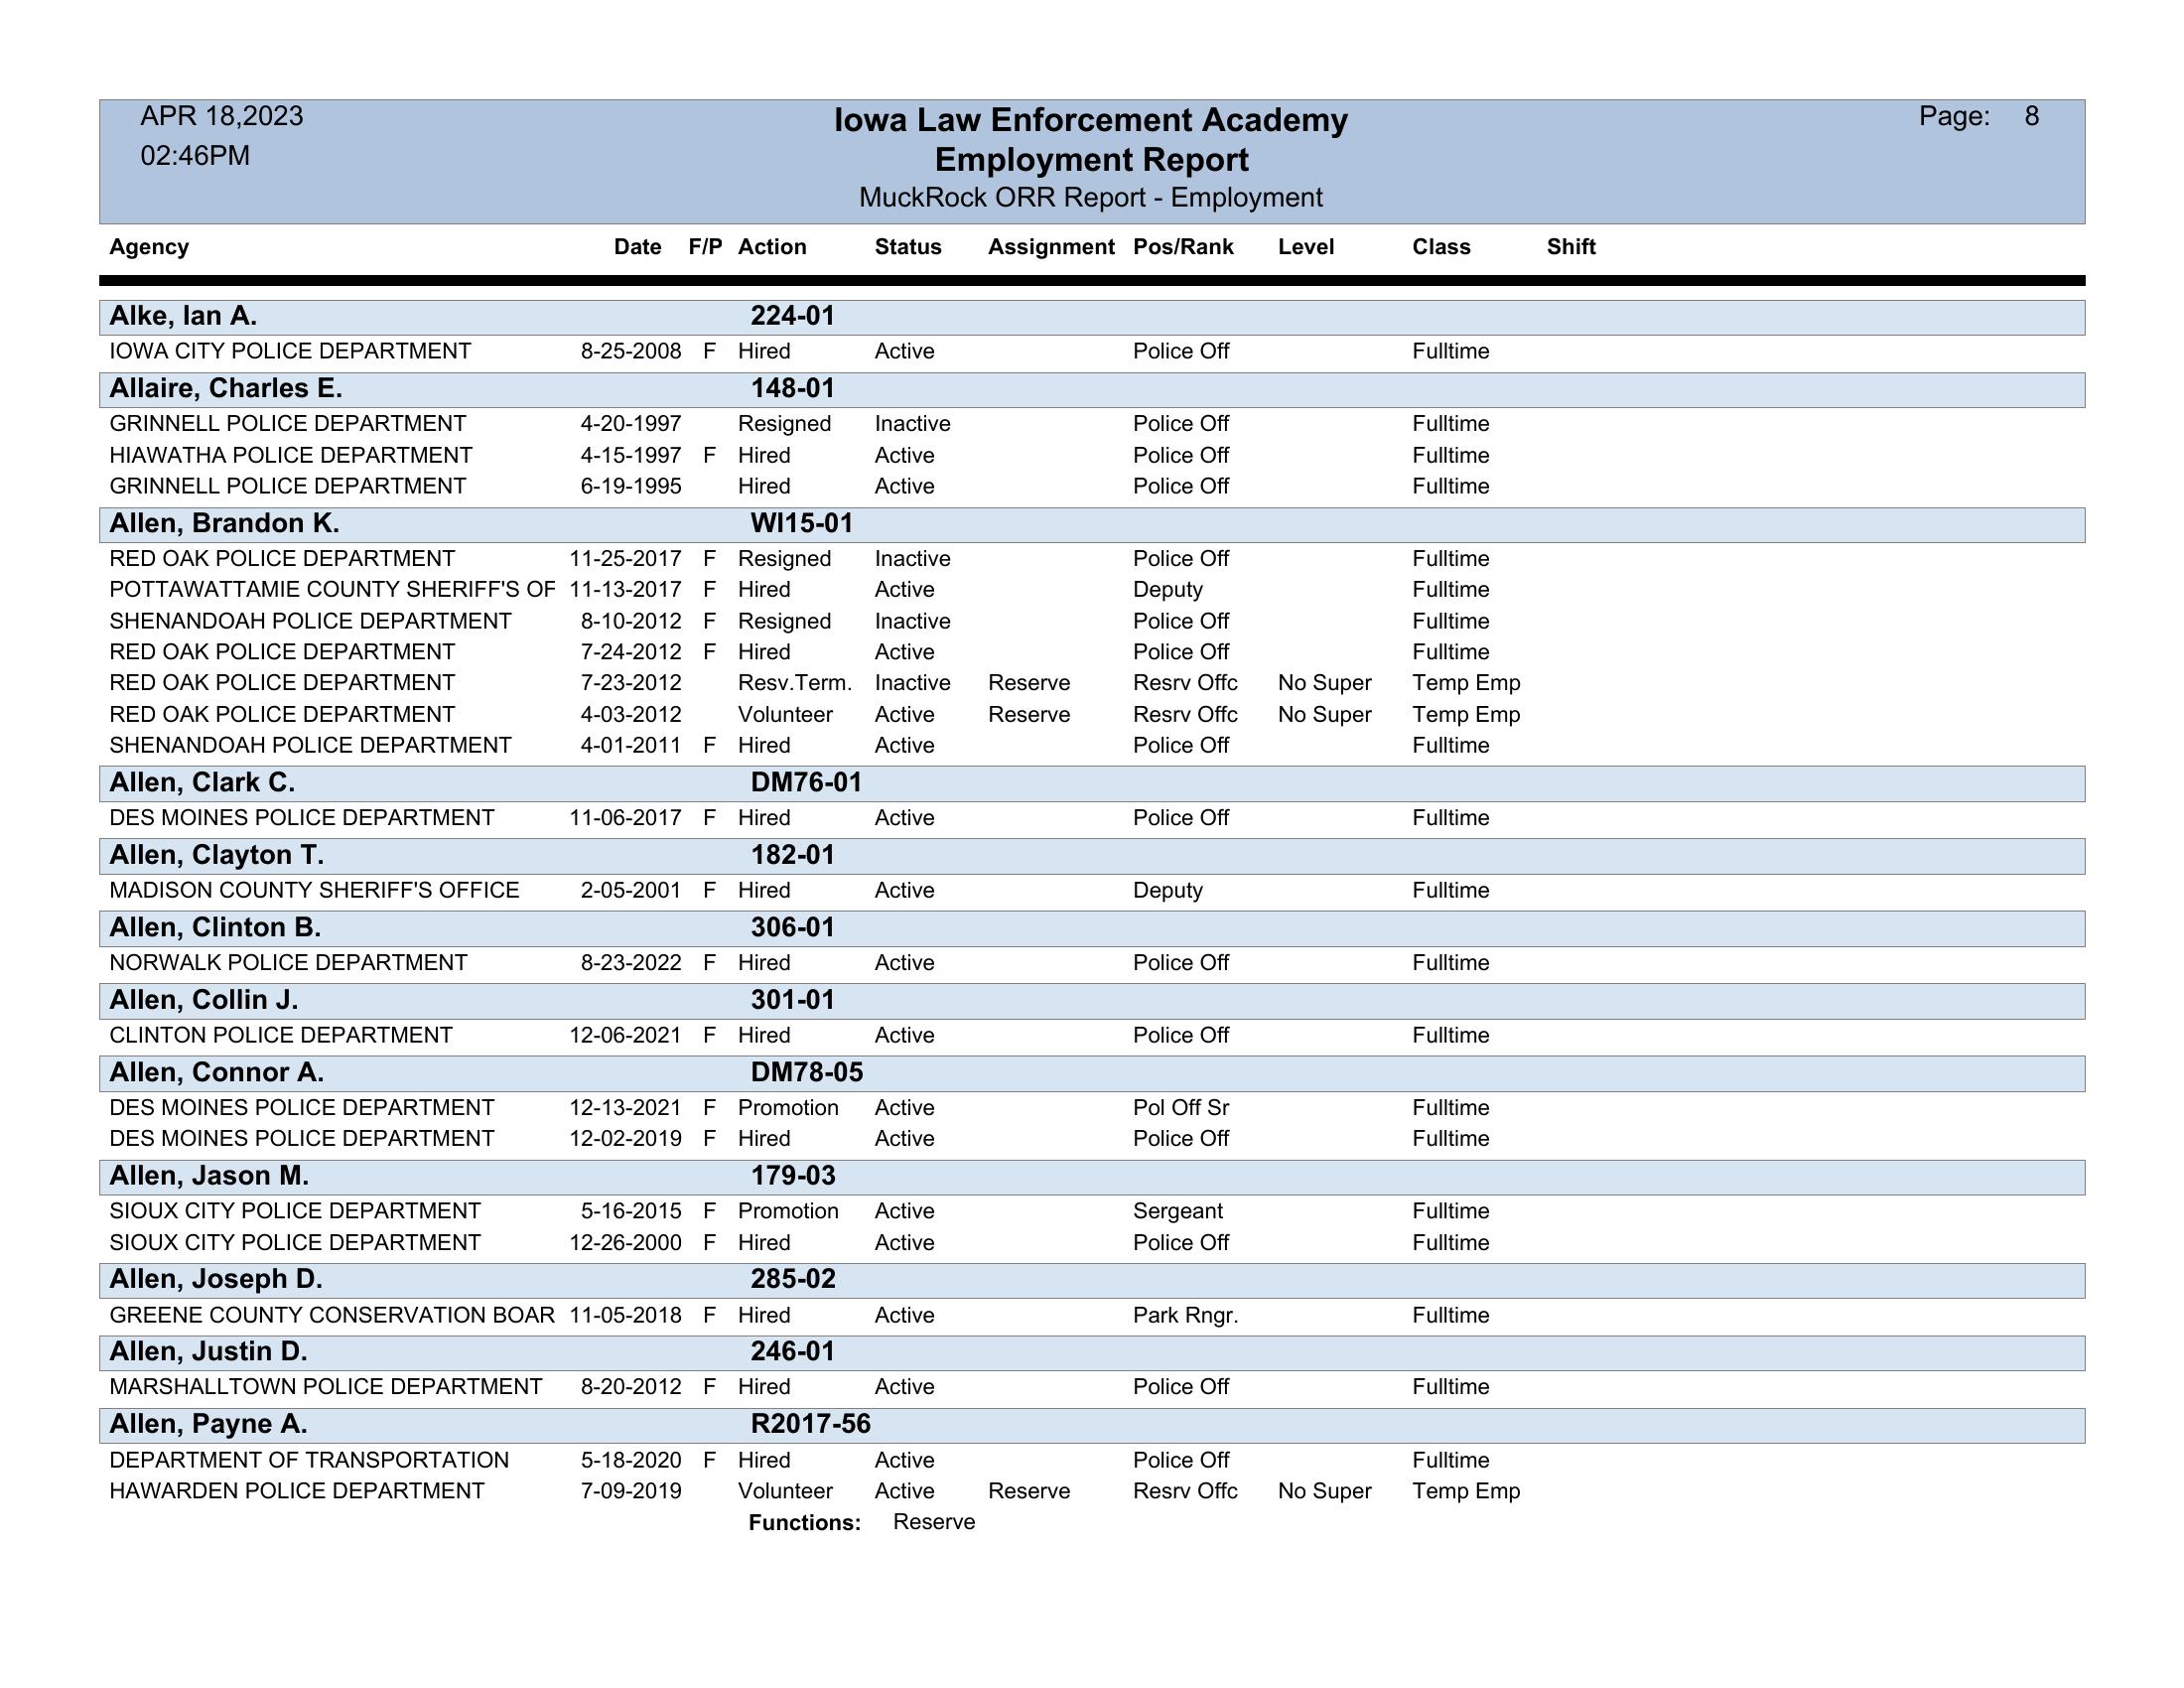 APR 18,2023
02:46PM
Iowa Law Enforcement Academy
Employment Report
MuckRock ORR Report - Employment
Page: 8
Agency Date F/P Action Status Assignment Pos/Rank Level Class Shift
Alke, Ian A. 224-01
IOWA CITY POLICE DEPARTMENT 8-25-2008 F Hired Active Police Off Fulltime
Allaire, Charles E. 148-01
GRINNELL POLICE DEPARTMENT 4-20-1997 Resigned Inactive Police Off Fulltime
HIAWATHA POLICE DEPARTMENT 4-15-1997 F Hired Active Police Off Fulltime
GRINNELL POLICE DEPARTMENT 6-19-1995 Hired Active Police Off Fulltime
Allen, Brandon K. WI15-01
RED OAK POLICE DEPARTMENT 11-25-2017 F Resigned Inactive Police Off Fulltime
POTTAWATTAMIE COUNTY SHERIFF'S OF 11-13-2017 F Hired Active Deputy Fulltime
SHENANDOAH POLICE DEPARTMENT 8-10-2012 F Resigned Inactive Police Off Fulltime
RED OAK POLICE DEPARTMENT 7-24-2012 F Hired Active Police Off Fulltime
RED OAK POLICE DEPARTMENT 7-23-2012 Resv.Term. Inactive Reserve Resrv Offc No Super Temp Emp
RED OAK POLICE DEPARTMENT 4-03-2012 Volunteer Active Reserve Resrv Offc No Super Temp Emp
SHENANDOAH POLICE DEPARTMENT 4-01-2011 F Hired Active Police Off Fulltime
Allen, Clark C. DM76-01
DES MOINES POLICE DEPARTMENT 11-06-2017 F Hired Active Police Off Fulltime
Allen, Clayton T. 182-01
MADISON COUNTY SHERIFF'S OFFICE 2-05-2001 F Hired Active Deputy Fulltime
Allen, Clinton B. 306-01
NORWALK POLICE DEPARTMENT 8-23-2022 F Hired Active Police Off Fulltime
Allen, Collin J. 301-01
CLINTON POLICE DEPARTMENT 12-06-2021 F Hired Active Police Off Fulltime
Allen, Connor A. DM78-05
DES MOINES POLICE DEPARTMENT 12-13-2021 F Promotion Active Pol Off Sr Fulltime
DES MOINES POLICE DEPARTMENT 12-02-2019 F Hired Active Police Off Fulltime
Allen, Jason M. 179-03
SIOUX CITY POLICE DEPARTMENT 5-16-2015 F Promotion Active Sergeant Fulltime
SIOUX CITY POLICE DEPARTMENT 12-26-2000 F Hired Active Police Off Fulltime
Allen, Joseph D. 285-02
GREENE COUNTY CONSERVATION BOAR 11-05-2018 F Hired Active Park Rngr. Fulltime
Allen, Justin D. 246-01
MARSHALLTOWN POLICE DEPARTMENT 8-20-2012 F Hired Active Police Off Fulltime
Allen, Payne A. R2017-56
DEPARTMENT OF TRANSPORTATION 5-18-2020 F Hired Active Police Off Fulltime
HAWARDEN POLICE DEPARTMENT 7-09-2019 Volunteer Active Reserve Resrv Offc No Super Temp Emp
Functions: Reserve